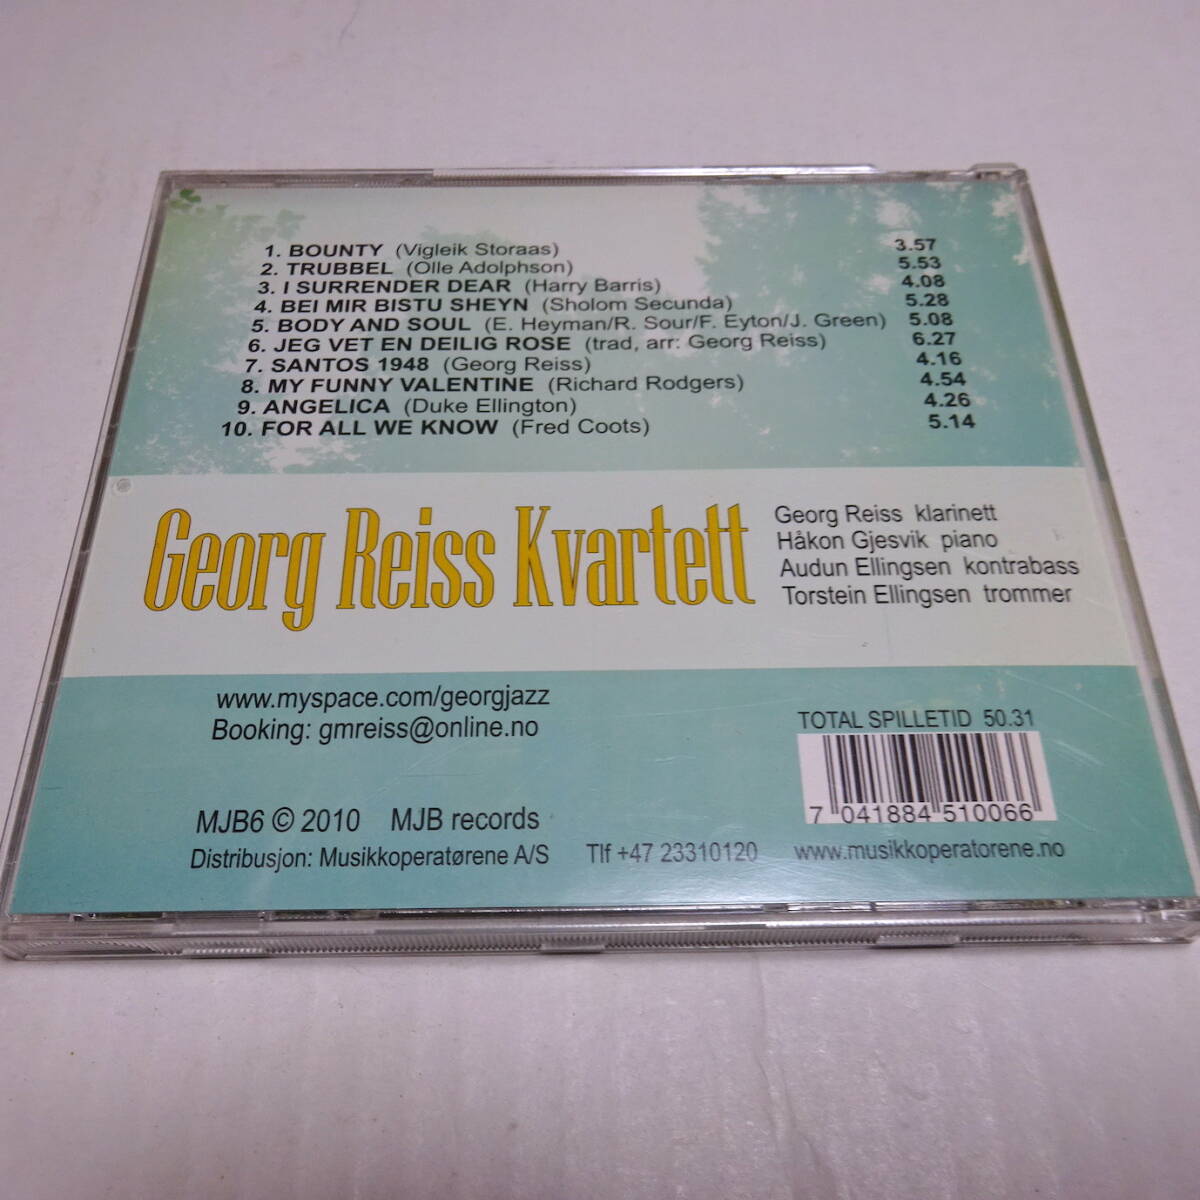 1. BOUNTY (Vigleik Storaas) 3.57
2. TRUBBEL (Olle Adolphson) 5.53
3. I SURRENDER DEAR (Harry Barris) 4.08
4. BEI MIR BISTU SHEYN (Sholom Secunda) 5.28
5. BODY AND SOUL (E. Heyman/R. Sour/F. Eyton/J. Green) 5.08
6. JEG VET EN DEILIG ROSE (trad, arr: Georg Reiss) 6.27
7. SANTOS 1948 (Georg Reiss) 4.16
8. MY FUNNY VALENTINE (Richard Rodgers) 4.54
9. ANGELICA (Duke Ellington) 4.26
10. FOR ALL WE KNOW (Fred Coots) 5.14
Georg Reiss Kvartett
Georg Reiss klarinett
Håkon Gjesvik piano
Audun Ellingsen kontrabass
Torstein Ellingsen trommer
www.myspace.com/georgjazz
Booking: gmreiss@online.no
TOTAL SPILLETID 50.31
7 041884 510066
MJB6 © 2010 MJB records
Distribusjon: Musikkoperatørene A/S Tlf +47 23310120 www.musikkoperatorene.no